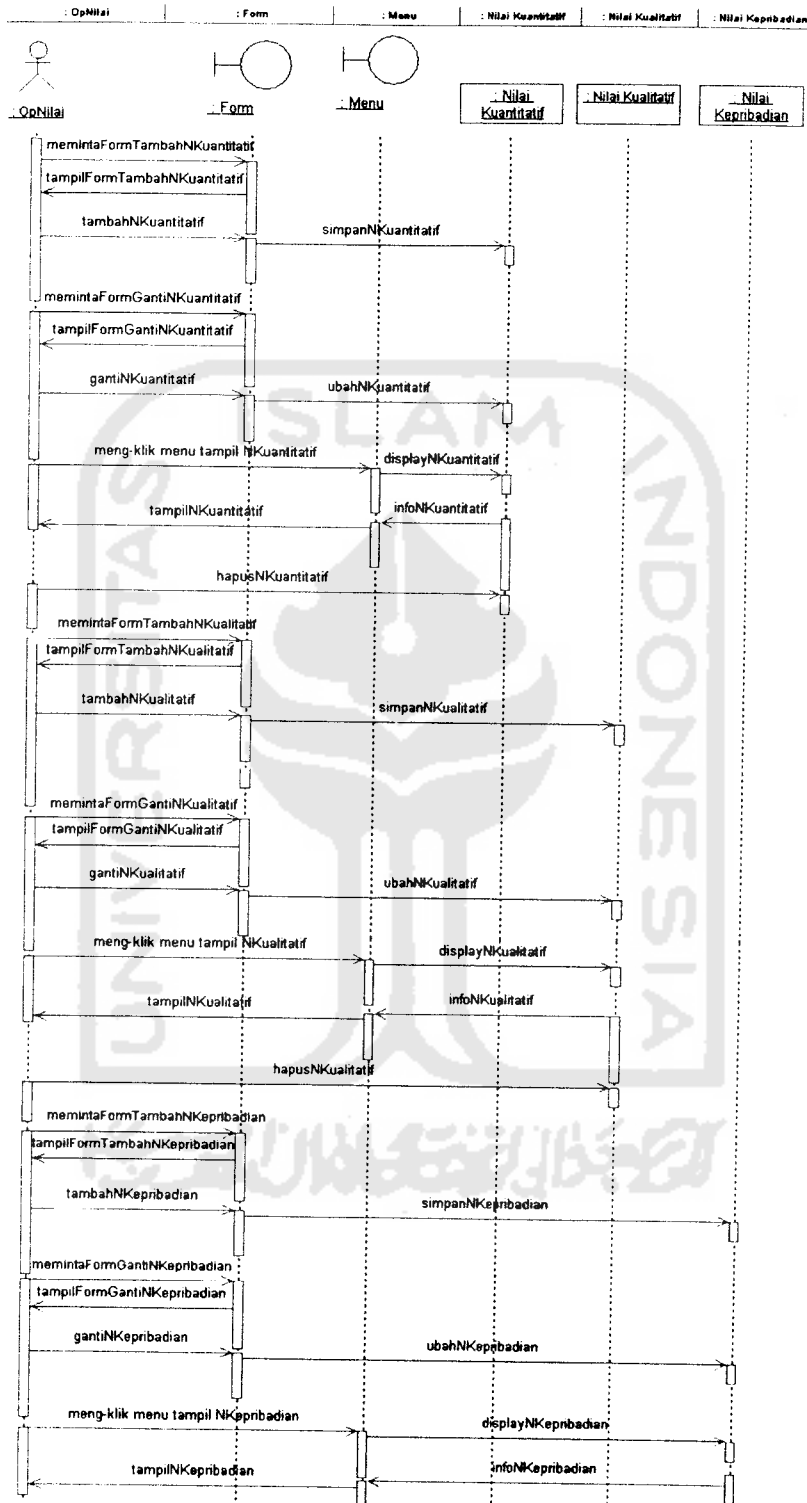 : OpNilai : Form : Menu : Nilai Kuantitatif : Nilai Kualitatif : Nilai Kepribadian
: OpNilai
: Form
: Menu
: Nilai
Kuantitatif
: Nilai Kualitatif
: Nilai
Kepribadian
memintaFormTambahNKuantitatif
tampilFormTambahNKuantitatif
tambahNKuantitatif
simpanNKuantitatif
memintaFormGantiNKuantitatif
tampilFormGantiNKuantitatif
gantiNKuantitatif
ubahNKuantitatif
meng-klik menu tampil NKuantitatif
displayNKuantitatif
tampilNKuantitatif
infoNKuantitatif
hapusNKuantitatif
memintaFormTambahNKualitatif
tampilFormTambahNKualitatif
tambahNKualitatif
simpanNKualitatif
memintaFormGantiNKualitatif
tampilFormGantiNKualitatif
gantiNKualitatif
ubahNKualitatif
meng-klik menu tampil NKualitatif
displayNKualitatif
tampilNKualitatif
infoNKualitatif
hapusNKualitatif
memintaFormTambahNKepribadian
tampilFormTambahNKepribadian
tambahNKepribadian
simpanNKepribadian
memintaFormGantiNKepribadian
tampilFormGantiNKepribadian
gantiNKepribadian
ubahNKepribadian
meng-klik menu tampil NKepribadian
displayNKepribadian
tampilNKepribadian
infoNKepribadian
UNIVERSITAS
ISLAM
INDONESIA